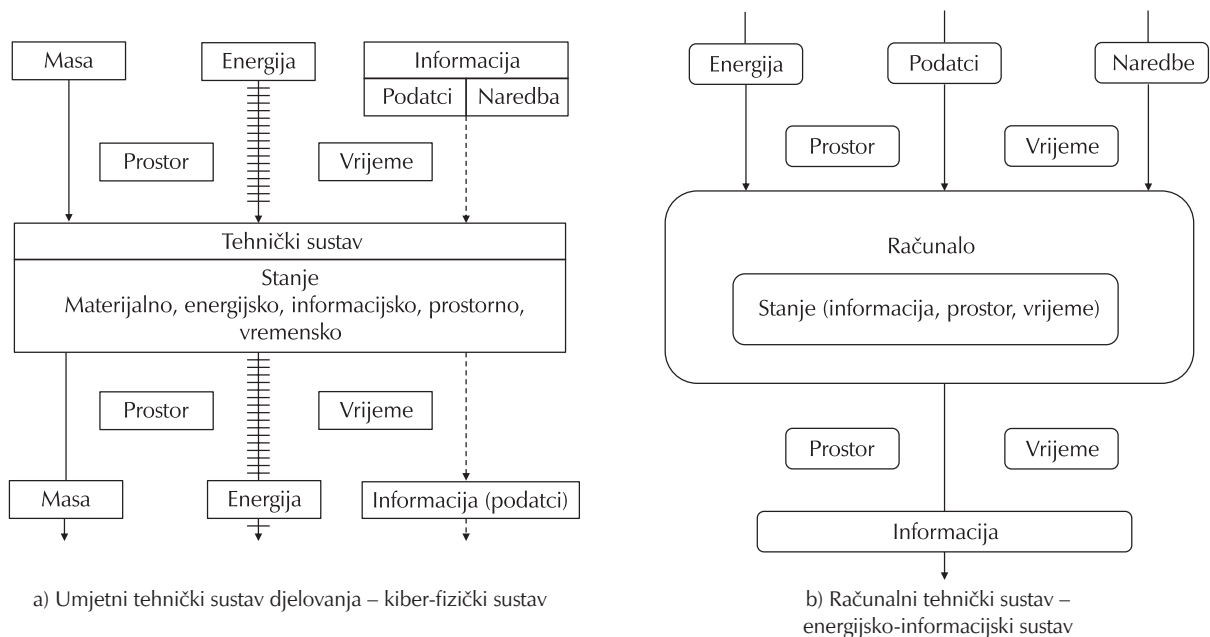 Masa
Energija
Informacija
Podatci
Naredba
Prostor
Vrijeme
Tehnički sustav
Stanje
Materijalno, energijsko, informacijsko, prostorno,
vremensko
Prostor
Vrijeme
Masa
Energija
Informacija (podatci)
a) Umjetni tehnički sustav djelovanja – kiber-fizički sustav
Energija
Podatci
Naredbe
Prostor
Vrijeme
Računalo
Stanje (informacija, prostor, vrijeme)
Prostor
Vrijeme
Informacija
b) Računalni tehnički sustav –
energijsko-informacijski sustav